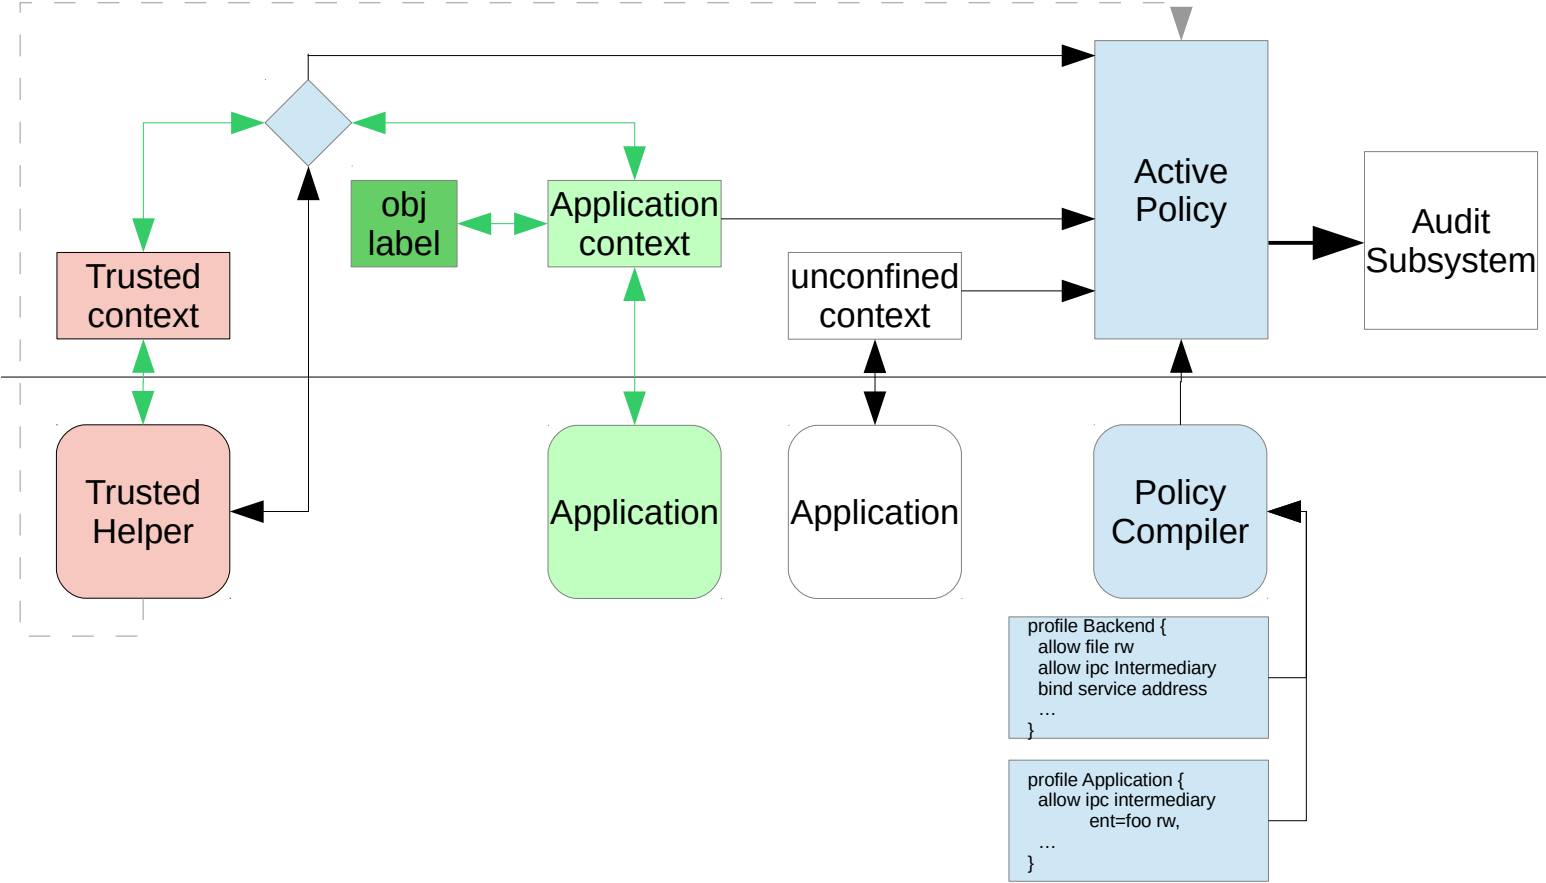 Active
Policy
Audit
Subsystem
obj
label
Application
context
Trusted
context
unconfined
context
Trusted
Helper
Application
Application
Policy
Compiler
profile Backend {
allow file rw
allow ipc Intermediary
bind service address
…
}
profile Application {
allow ipc intermediary
ent=foo rw,
…
}